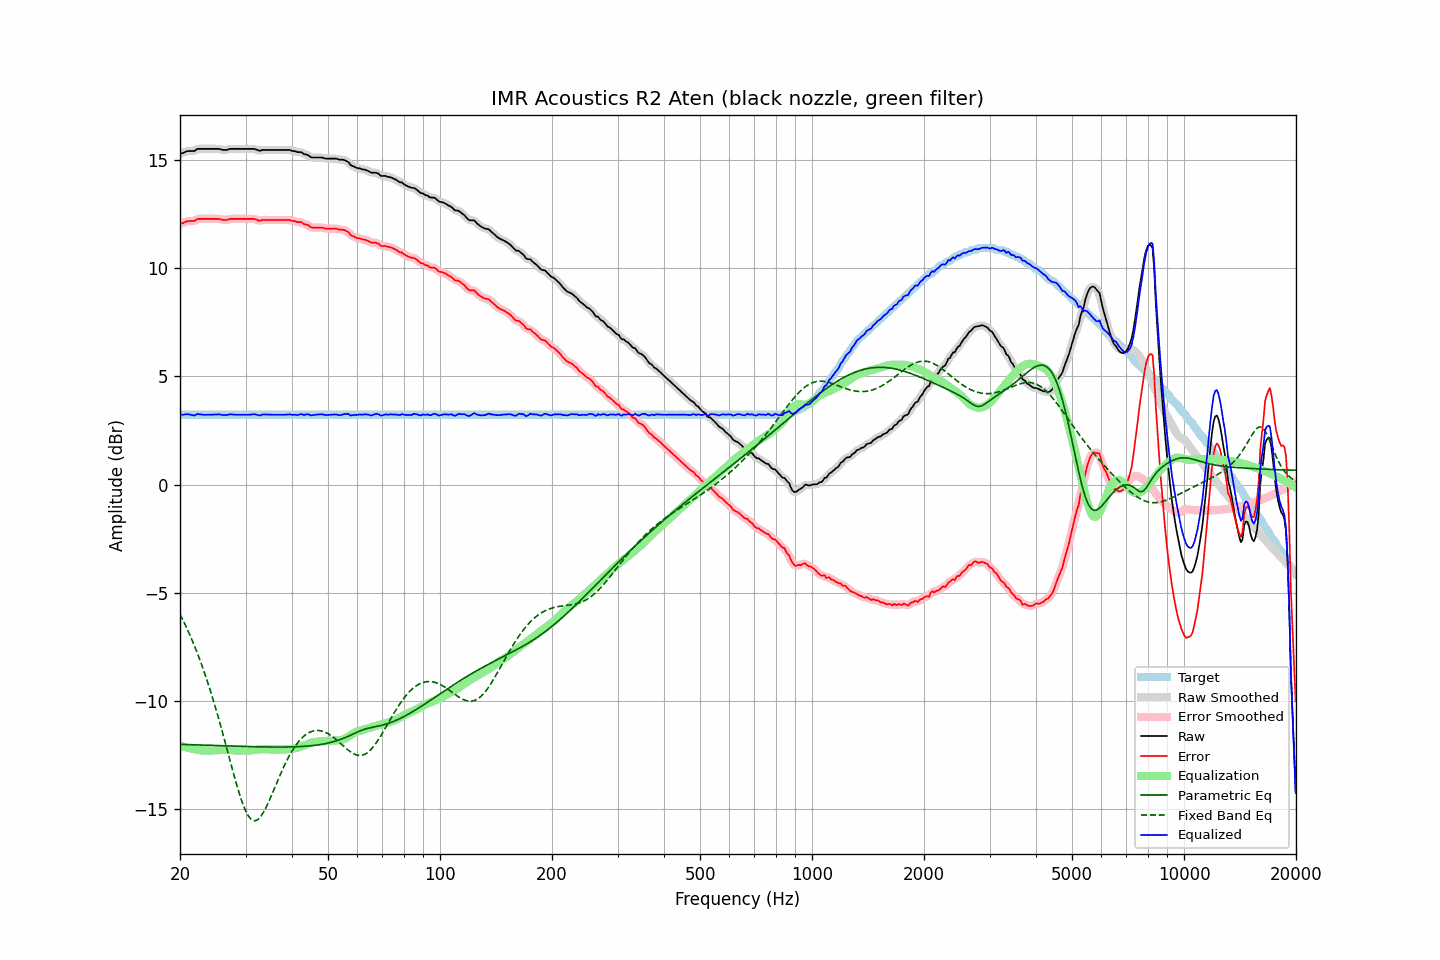 IMR Acoustics R2 Aten (black nozzle, green filter)
Amplitude (dBr)
15
10
5
0
−5
−10
−15
20
50
100
200
500
1000
2000
5000
10000
20000
Frequency (Hz)
Target
Raw Smoothed
Error Smoothed
Raw
Error
Equalization
Parametric Eq
Fixed Band Eq
Equalized